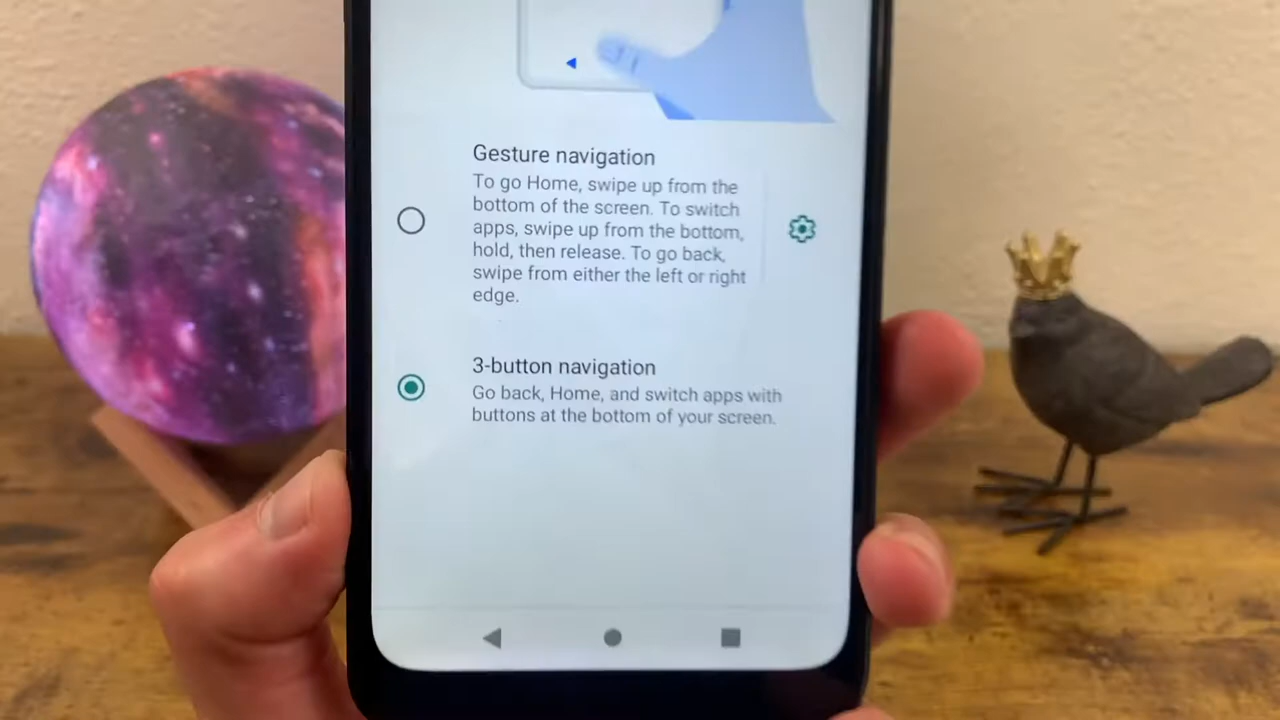 Gesture navigation
To go Home, swipe up from the
bottom of the screen. To switch
apps, swipe up from the bottom,
hold, then release. To go back,
swipe from either the left or right
edge.
3-button navigation
Go back, Home, and switch apps with
buttons at the bottom of your screen.